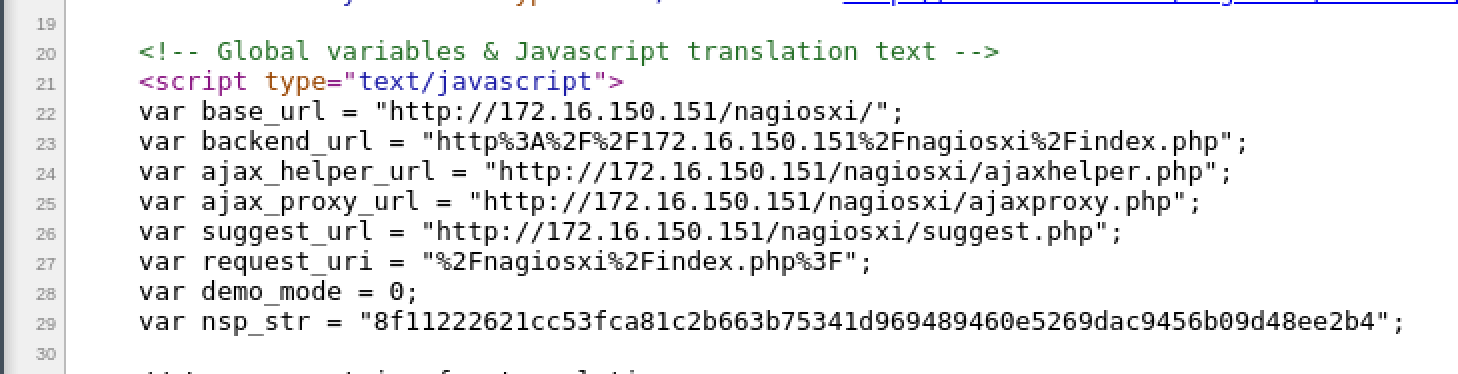 19
20 <!-- Global variables & Javascript translation text -->
21 <script type="text/javascript">
22 var base_url = "http://172.16.150.151/nagiosxi/";
23 var backend_url = "http%3A%2F%2F172.16.150.151%2Fnagiosxi%2Findex.php";
24 var ajax_helper_url = "http://172.16.150.151/nagiosxi/ajaxhelper.php";
25 var ajax_proxy_url = "http://172.16.150.151/nagiosxi/ajaxproxy.php";
26 var suggest_url = "http://172.16.150.151/nagiosxi/suggest.php";
27 var request_uri = "%2Fnagiosxi%2Findex.php%3F";
28 var demo_mode = 0;
29 var nsp_str = "8f11222621cc53fca81c2b663b75341d969489460e5269dac9456b09d48ee2b4";
30